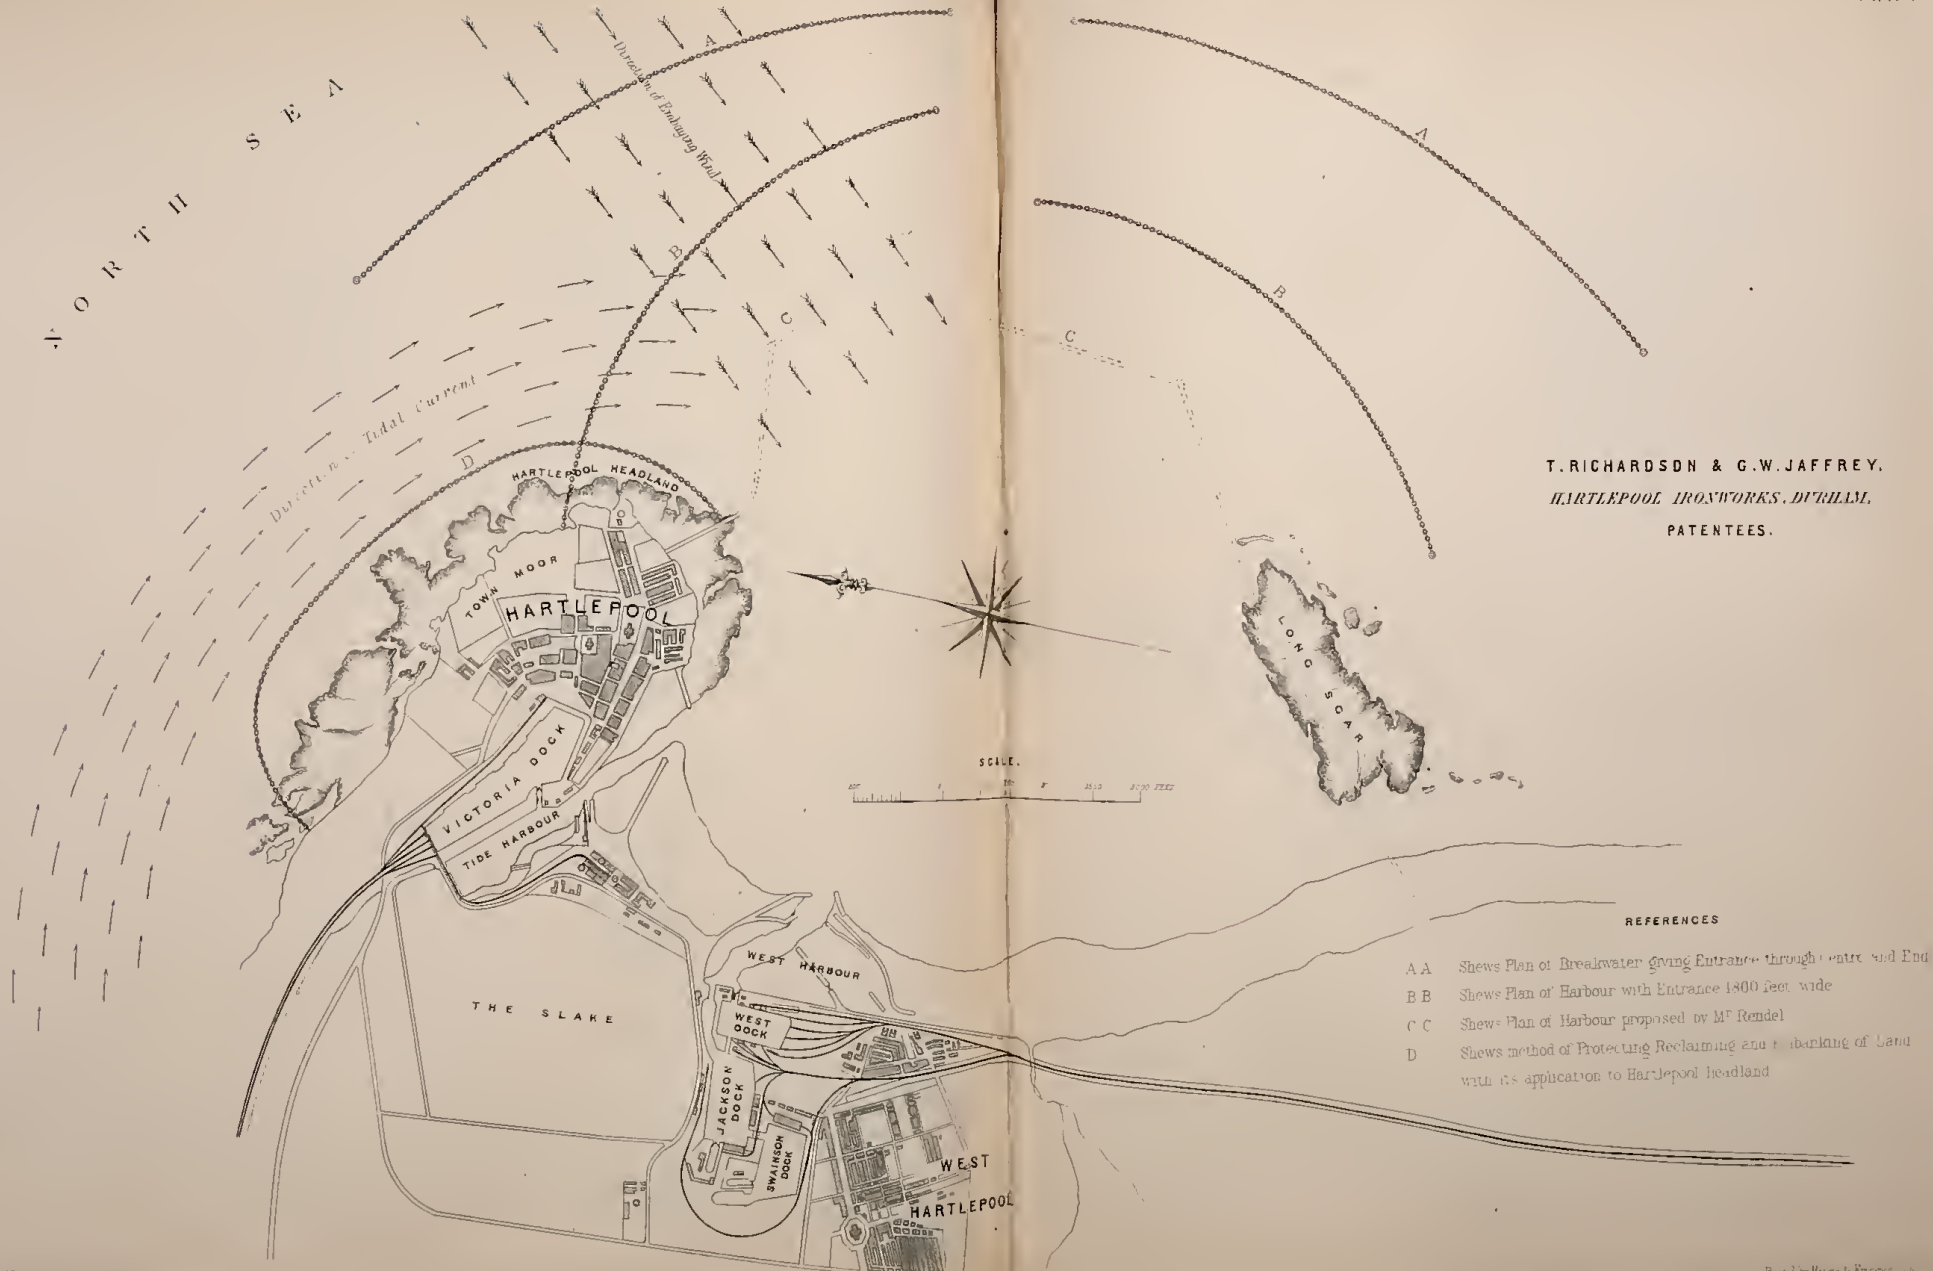 NORTH SEA
A
A
Direction of Embaying Wind
B
B
C
C
Direction Tidal Current
D
HARTLEPOOL HEADLAND
TOWN MOOR
HARTLEPOOL
T. RICHARDSON & G.W. JAFFREY,
HARTLEPOOL IRONWORKS, DURHAM,
PATENTEES.
LONG SCAR
VICTORIA DOCK
TIDE HARBOUR
SCALE.
REFERENCES
A A Shews Plan of Breakwater giving Entrance through Centre and End
B B Shews Plan of Harbour with Entrance 1800 feet wide
C C Shews Plan of Harbour proposed by Mr Rendel
D Shews method of Protecting Reclaiming and Embanking of Land
with its application to Hartlepool Headland
WEST HARBOUR
THE SLAKE
WEST
DOCK
JACKSON
DOCK
SWAINSON
DOCK
WEST
HARTLEPOOL